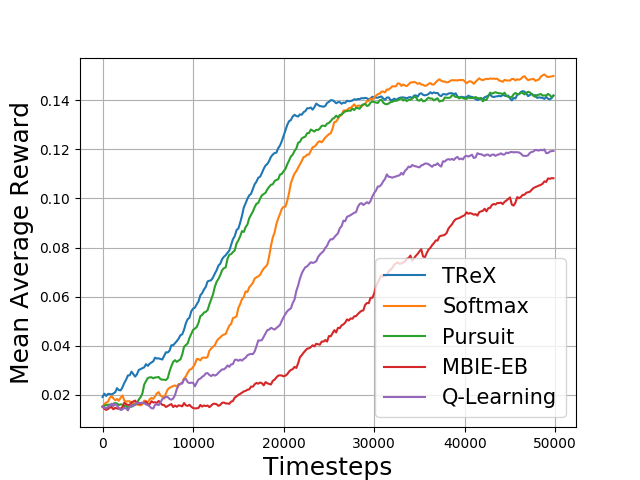 Mean Average Reward
0.14
0.12
0.10
0.08
0.06
0.04
0.02
TReX
Softmax
Pursuit
MBIE-EB
Q-Learning
0 10000 20000 30000 40000 50000
Timesteps